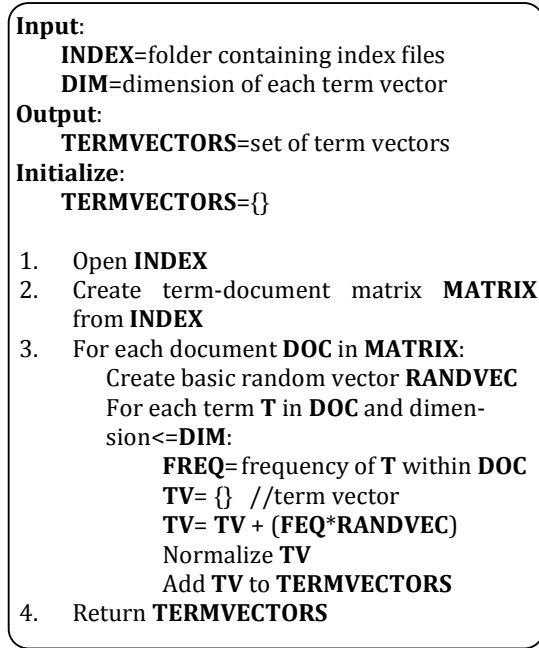 Input:
INDEX=folder containing index files
DIM=dimension of each term vector
Output:
TERMVECTORS=set of term vectors
Initialize:
TERMVECTORS={}
1. Open INDEX
2. Create term-document matrix MATRIX
from INDEX
3. For each document DOC in MATRIX:
Create basic random vector RANDVEC
For each term T in DOC and dimen-
sion<=DIM:
FREQ=frequency of T within DOC
TV= {} //term vector
TV= TV + (FEQ*RANDVEC)
Normalize TV
Add TV to TERMVECTORS
4. Return TERMVECTORS